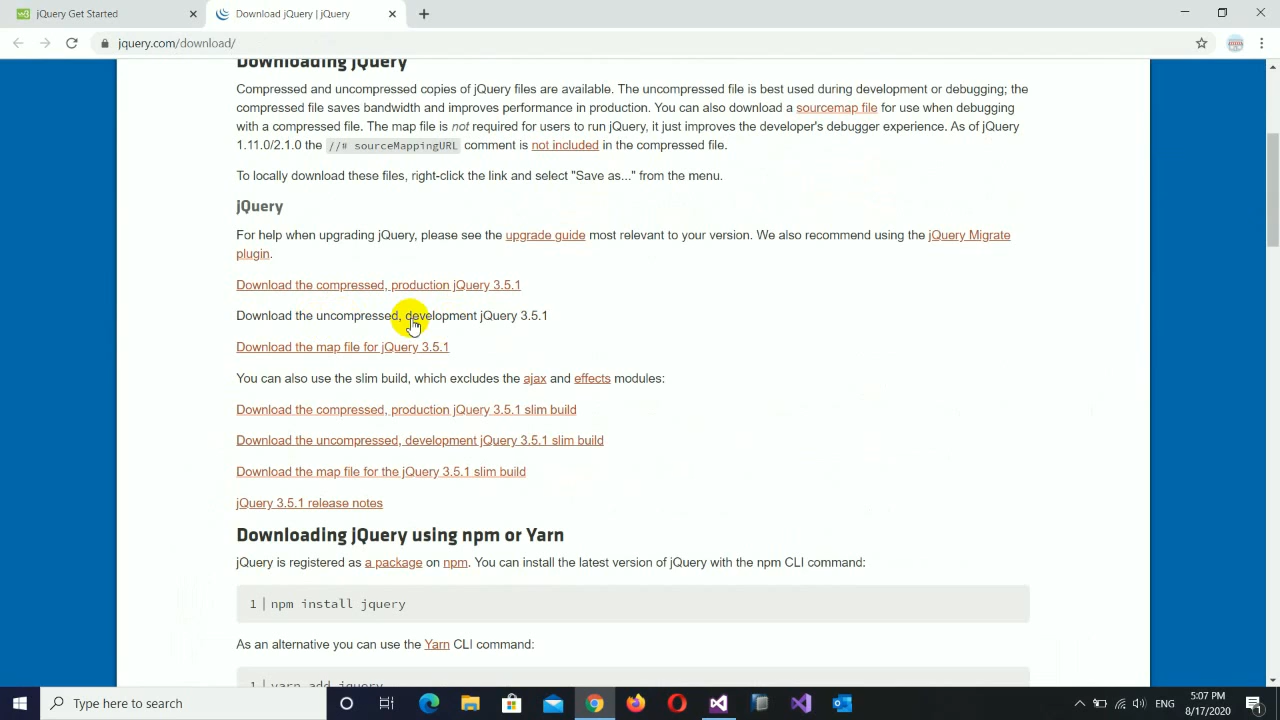 jQuery Get Started
Download jQuery | jQuery
jquery.com/download/
Downloading jQuery
Compressed and uncompressed copies of jQuery files are available. The uncompressed file is best used during development or debugging; the
compressed file saves bandwidth and improves performance in production. You can also download a sourcemap file for use when debugging
with a compressed file. The map file is not required for users to run jQuery, it just improves the developer's debugger experience. As of jQuery
1.11.0/2.1.0 the //# sourceMappingURL comment is not included in the compressed file.
To locally download these files, right-click the link and select "Save as..." from the menu.
jQuery
For help when upgrading jQuery, please see the upgrade guide most relevant to your version. We also recommend using the jQuery Migrate
plugin.
Download the compressed, production jQuery 3.5.1
Download the uncompressed, development jQuery 3.5.1
Download the map file for jQuery 3.5.1
You can also use the slim build, which excludes the ajax and effects modules:
Download the compressed, production jQuery 3.5.1 slim build
Download the uncompressed, development jQuery 3.5.1 slim build
Download the map file for the jQuery 3.5.1 slim build
jQuery 3.5.1 release notes
Downloading jQuery using npm or Yarn
jQuery is registered as a package on npm. You can install the latest version of jQuery with the npm CLI command:
1 npm install jquery
As an alternative you can use the Yarn CLI command:
1 yarn add jquery
Type here to search
ENG
5:07 PM
8/17/2020
1